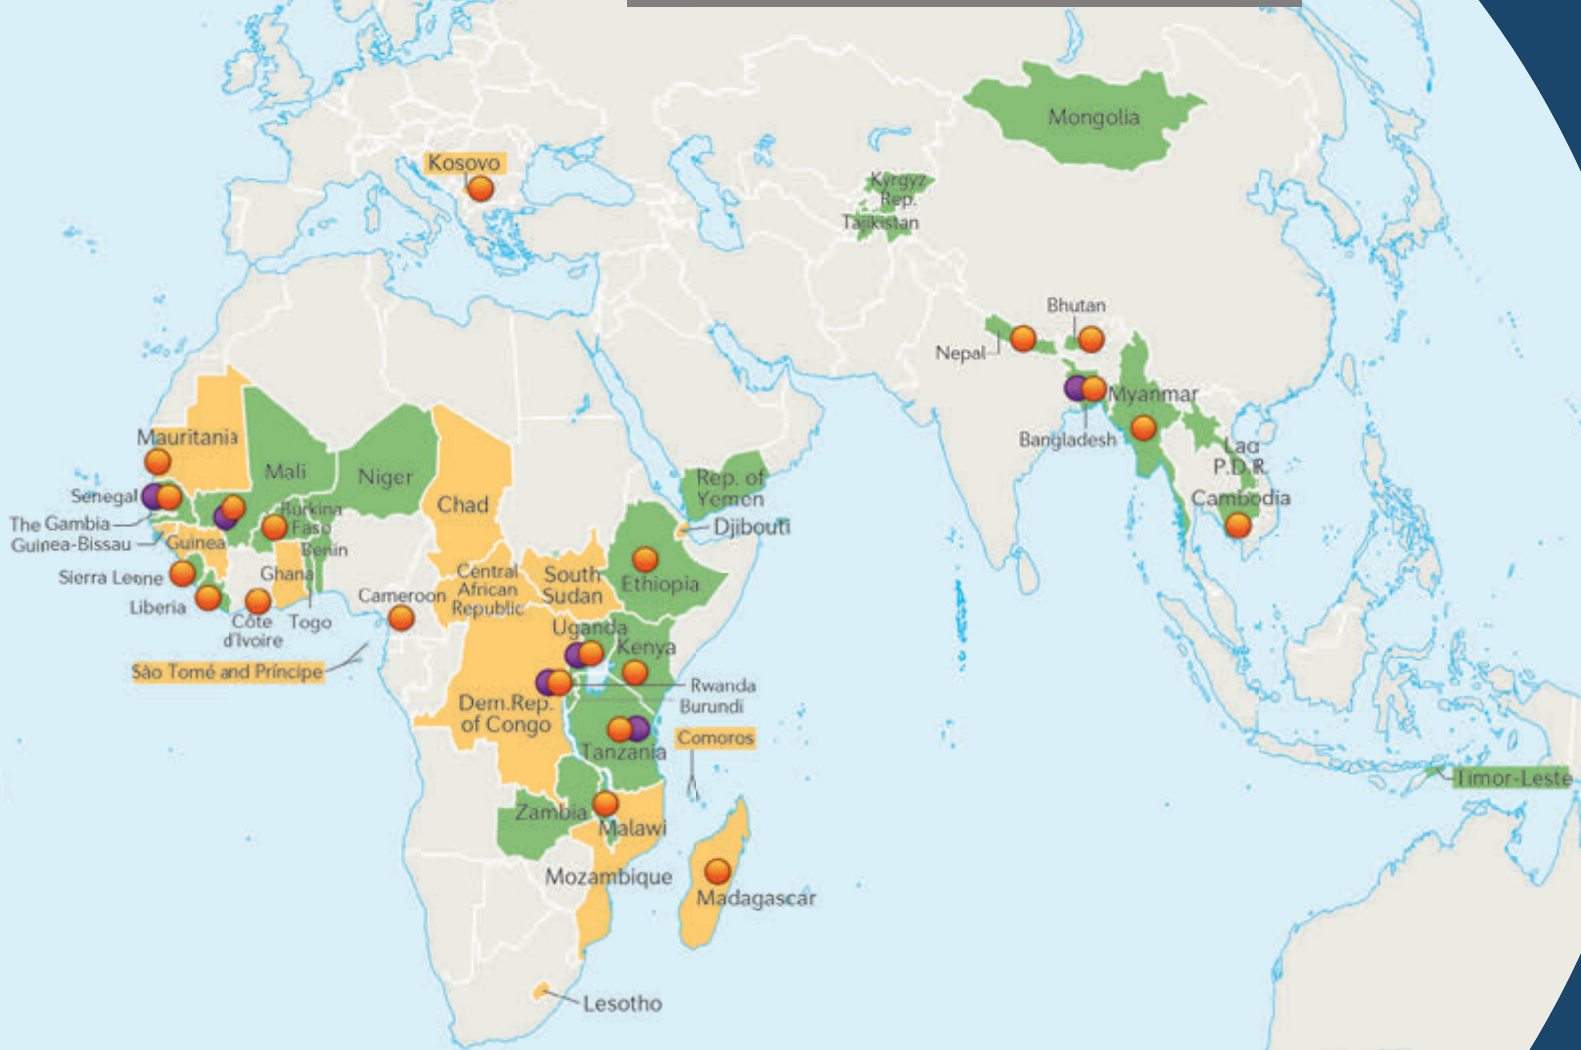 Mongolia
Kosovo
Kyrgyz
Rep.
Tajikistan
Bhutan
Nepal
Myanmar
Bangladesh
Lao
P.D.R.
Cambodia
Mauritania
Mali
Niger
Chad
Rep. of
Yemen
Djibouti
Senegal
The Gambia
Guinea-Bissau
Guinea
Burkina
Faso
Benin
Sierra Leone
Ghana
Liberia
Côte
d'Ivoire
Togo
Cameroon
Central
African
Republic
South
Sudan
Ethiopia
Uganda
Kenya
São Tomé and Príncipe
Rwanda
Burundi
Dem.Rep.
of Congo
Tanzania
Comoros
Timor-Leste
Zambia
Malawi
Mozambique
Madagascar
Lesotho